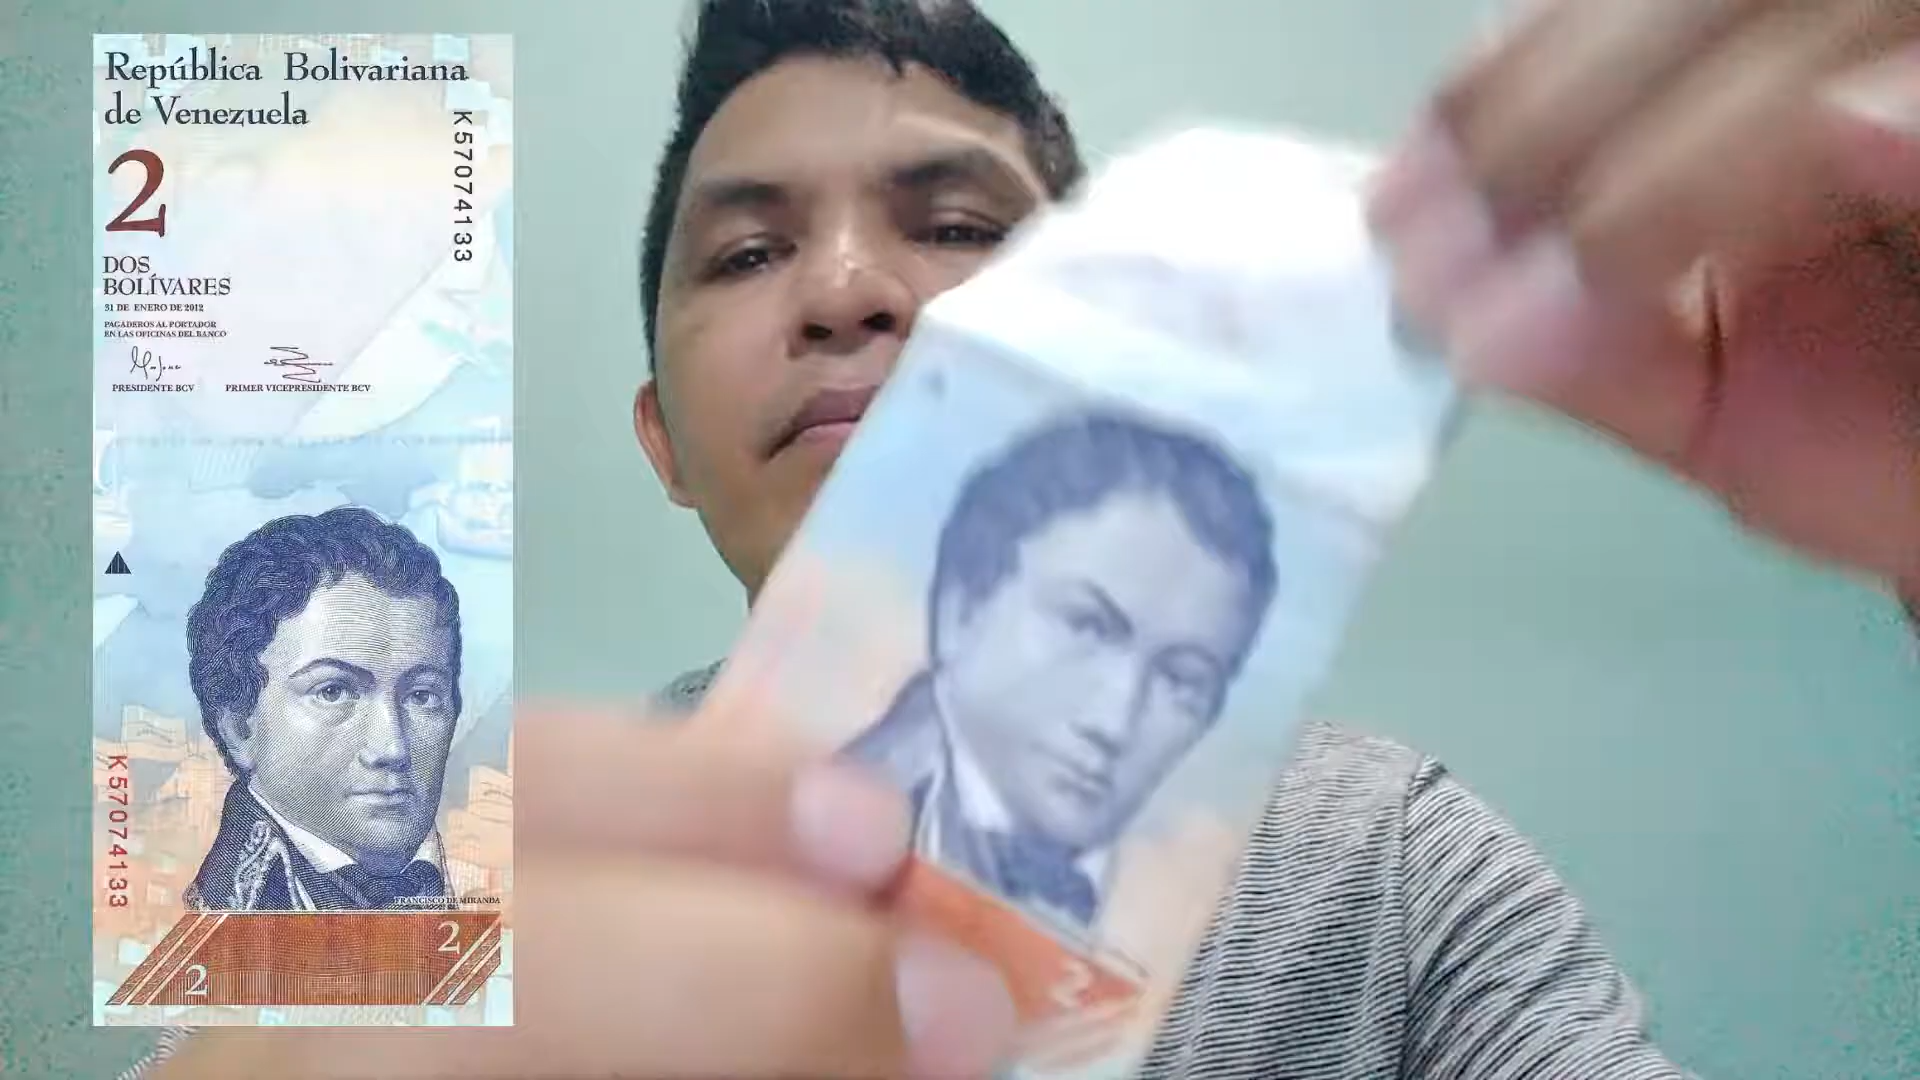 República Bolivariana
de Venezuela
K57074133
2
DOS
BOLÍVARES
31 DE ENERO DE 2012
PAGADEROS AL PORTADOR
EN LAS OFICINAS DEL BANCO
PRESIDENTE BCV PRIMER VICEPRESIDENTE BCV
K57074133
FRANCISCO DE MIRANDA
2
2
2